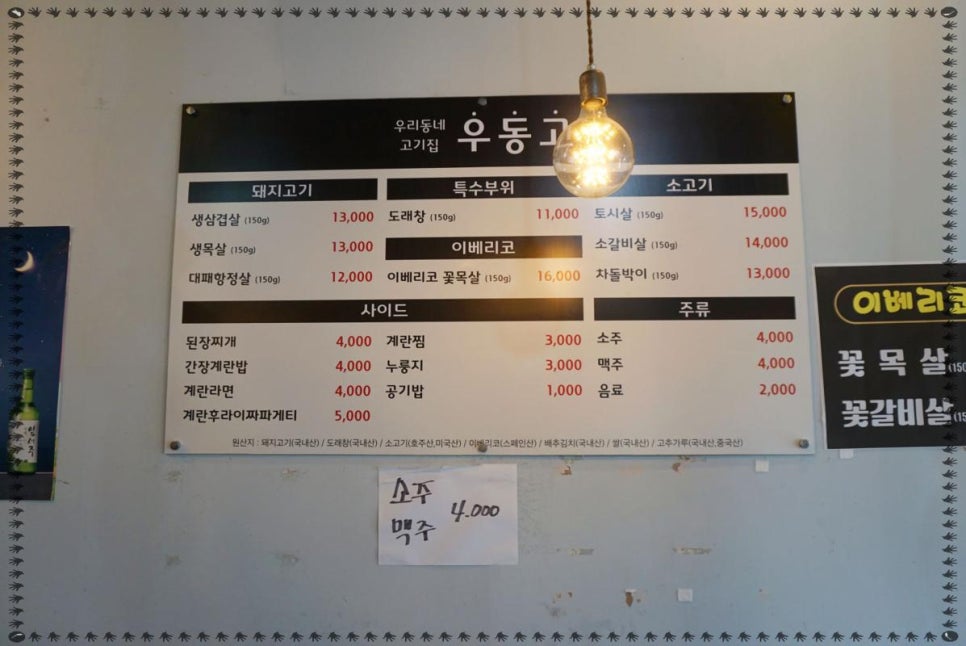 우리동네
고기집
우동고
돼지고기
생삼겹살 (150g) 13,000
생목살 (150g) 13,000
대패항정살 (150g) 12,000
특수부위
도래창 (150g) 11,000
이베리코
이베리코 꽃목살 (150g) 16,000
소고기
토시살 (150g) 15,000
소갈비살 (150g) 14,000
차돌박이 (150g) 13,000
사이드
된장찌개 4,000
간장계란밥 4,000
계란라면 4,000
계란후라이짜파게티 5,000
계란찜 3,000
누룽지 3,000
공기밥 1,000
주류
소주 4,000
맥주 4,000
음료 2,000
원산지 : 돼지고기(국내산) / 도래창(국내산) / 소고기(호주산,미국산) / 이베리코(스페인산) / 배추김치(국내산) / 쌀(국내산) / 고추가루(국내산,중국산)
소주
맥주 4.000
이베리코
꽃목살 (150
꽃갈비살 (15